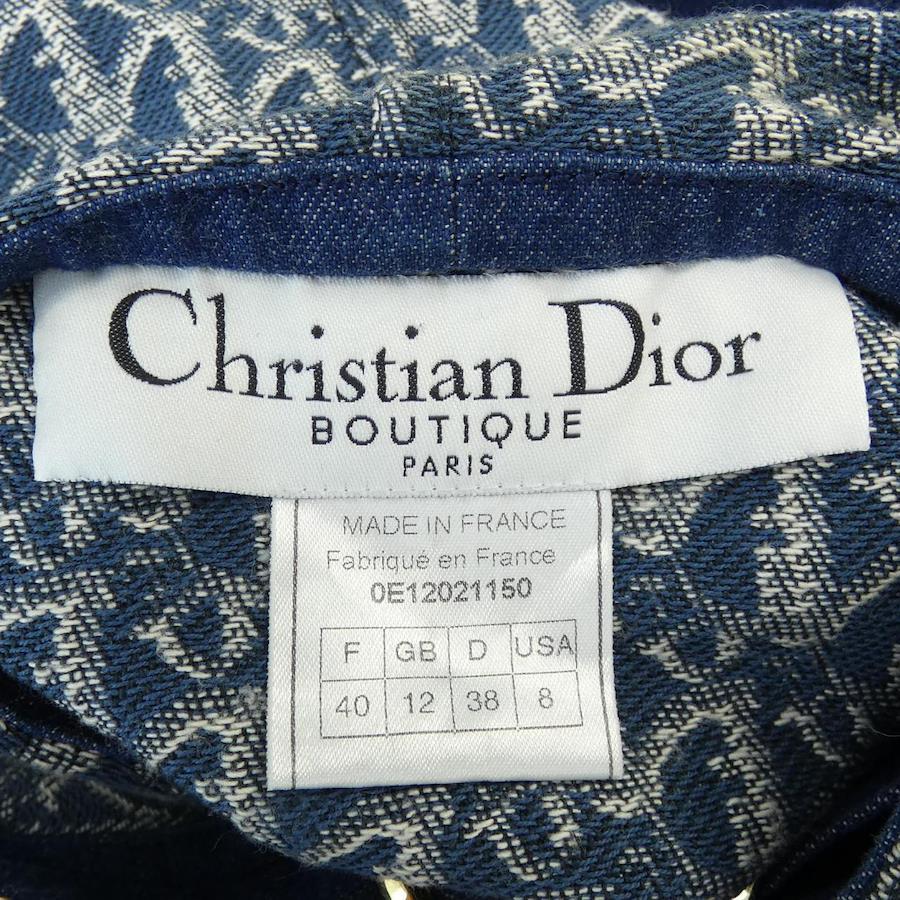 Christian Dior
BOUTIQUE
PARIS
MADE IN FRANCE
Fabriqué en France
0E12021150
F GB D USA
40 12 38 8